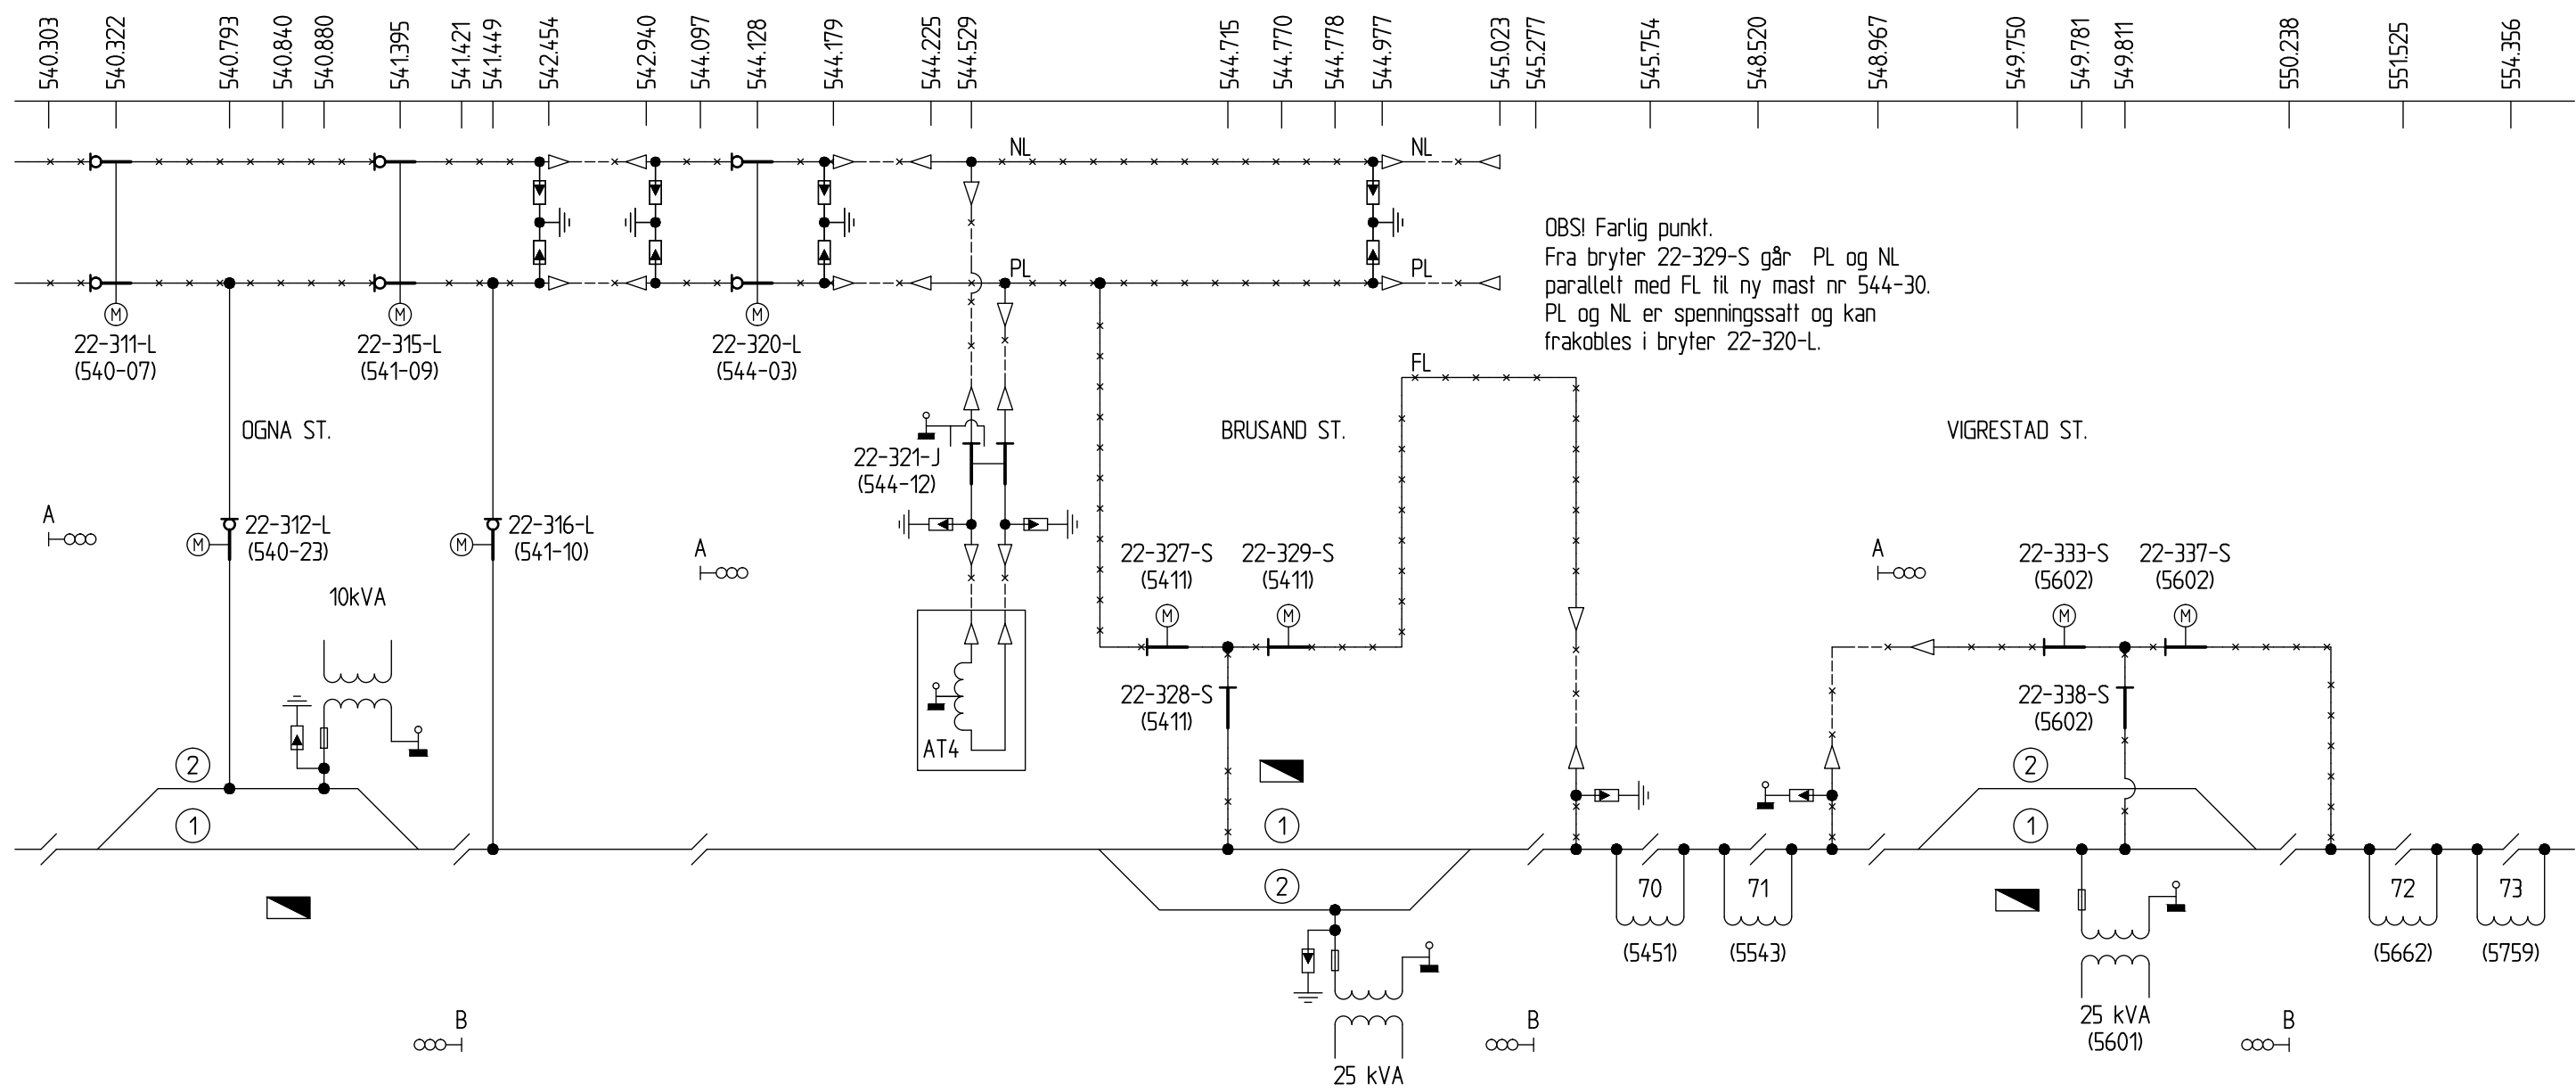 540.303
540.322
540.793
540.840
540.880
541.395
541.421
541.449
542.454
542.940
544.097
544.128
544.179
544.225
544.529
544.715
544.770
544.778
544.977
545.023
545.277
545.754
548.520
548.967
549.750
549.781
549.811
550.238
551.525
554.356
NL
NL
PL
PL
OBS! Farlig punkt.
Fra bryter 22-329-S går PL og NL
parallelt med FL til ny mast nr 544-30.
PL og NL er spenningssatt og kan
frakobles i bryter 22-320-L.
M
22-311-L
(540-07)
M
22-315-L
(541-09)
M
22-320-L
(544-03)
FL
OGNA ST.
BRUSAND ST.
VIGRESTAD ST.
22-321-J
(544-12)
A
M
22-312-L
(540-23)
M
22-316-L
(541-10)
A
22-327-S
(5411)
M
22-329-S
(5411)
M
A
22-333-S
(5602)
M
22-337-S
(5602)
M
10kVA
22-328-S
(5411)
22-338-S
(5602)
AT4
2
1
1
2
2
1
70
(5451)
71
(5543)
72
(5662)
73
(5759)
B
25 kVA
B
25 kVA
(5601)
B